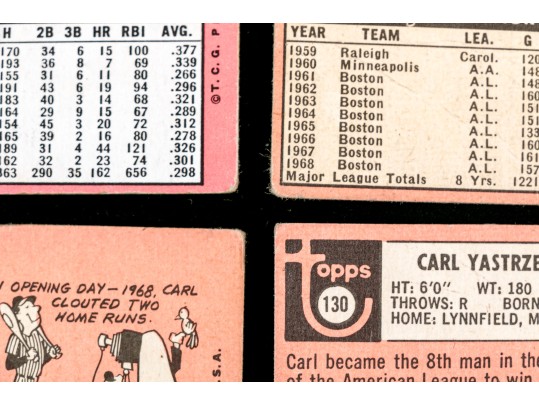 H 2B 3B HR RBI AVG.
170 34 6 15 100 .377
193 36 8 7 69 .339
155 31 6 11 80 .266
191 43 6 19 94 .296
183 40 3 14 68 .321
164 29 9 15 67 .289
154 45 3 20 72 .312
165 39 2 16 80 .278
189 31 4 44 121 .326
162 32 2 23 74 .301
363 290 35 162 656 .298
© T. C. G. P
YEAR TEAM LEA. G
1959 Raleigh Carol. 120
1960 Minneapolis A.A. 148
1961 Boston A.L. 148
1962 Boston A.L. 160
1963 Boston A.L. 151
1964 Boston A.L. 151
1965 Boston A.L. 133
1966 Boston A.L. 160
1967 Boston A.L. 161
1968 Boston A.L. 157
Major League Totals 8 Yrs. 1221
OPENING DAY—1968, CARL
CLOUTED TWO
HOME RUNS.
.S.A.
Topps
130
CARL YASTRZE
HT: 6'0" WT: 180
THROWS: R BORN
HOME: LYNNFIELD, M
Carl became the 8th man in the
of the American League to win